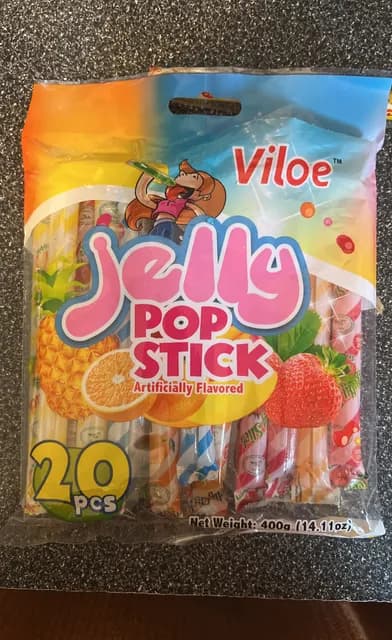 Viloe™
jelly
POP
STICK
Artificially Flavored
20
pcs
Net Weight: 400g (14.11oz)